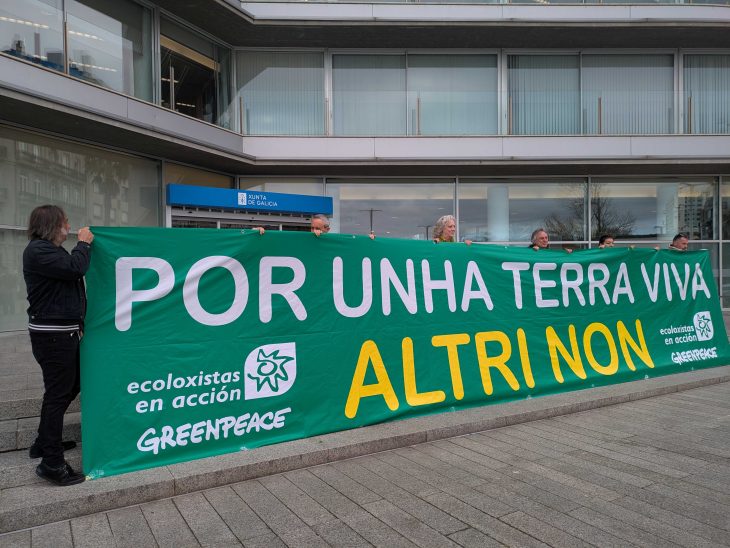 XUNTA
DE GALICIA
POR UNHA TERRA VIVA
ALTRI NON
ecoloxistas
en acción
GREENPEACE
ecoloxistas
en acción
GREENPEACE